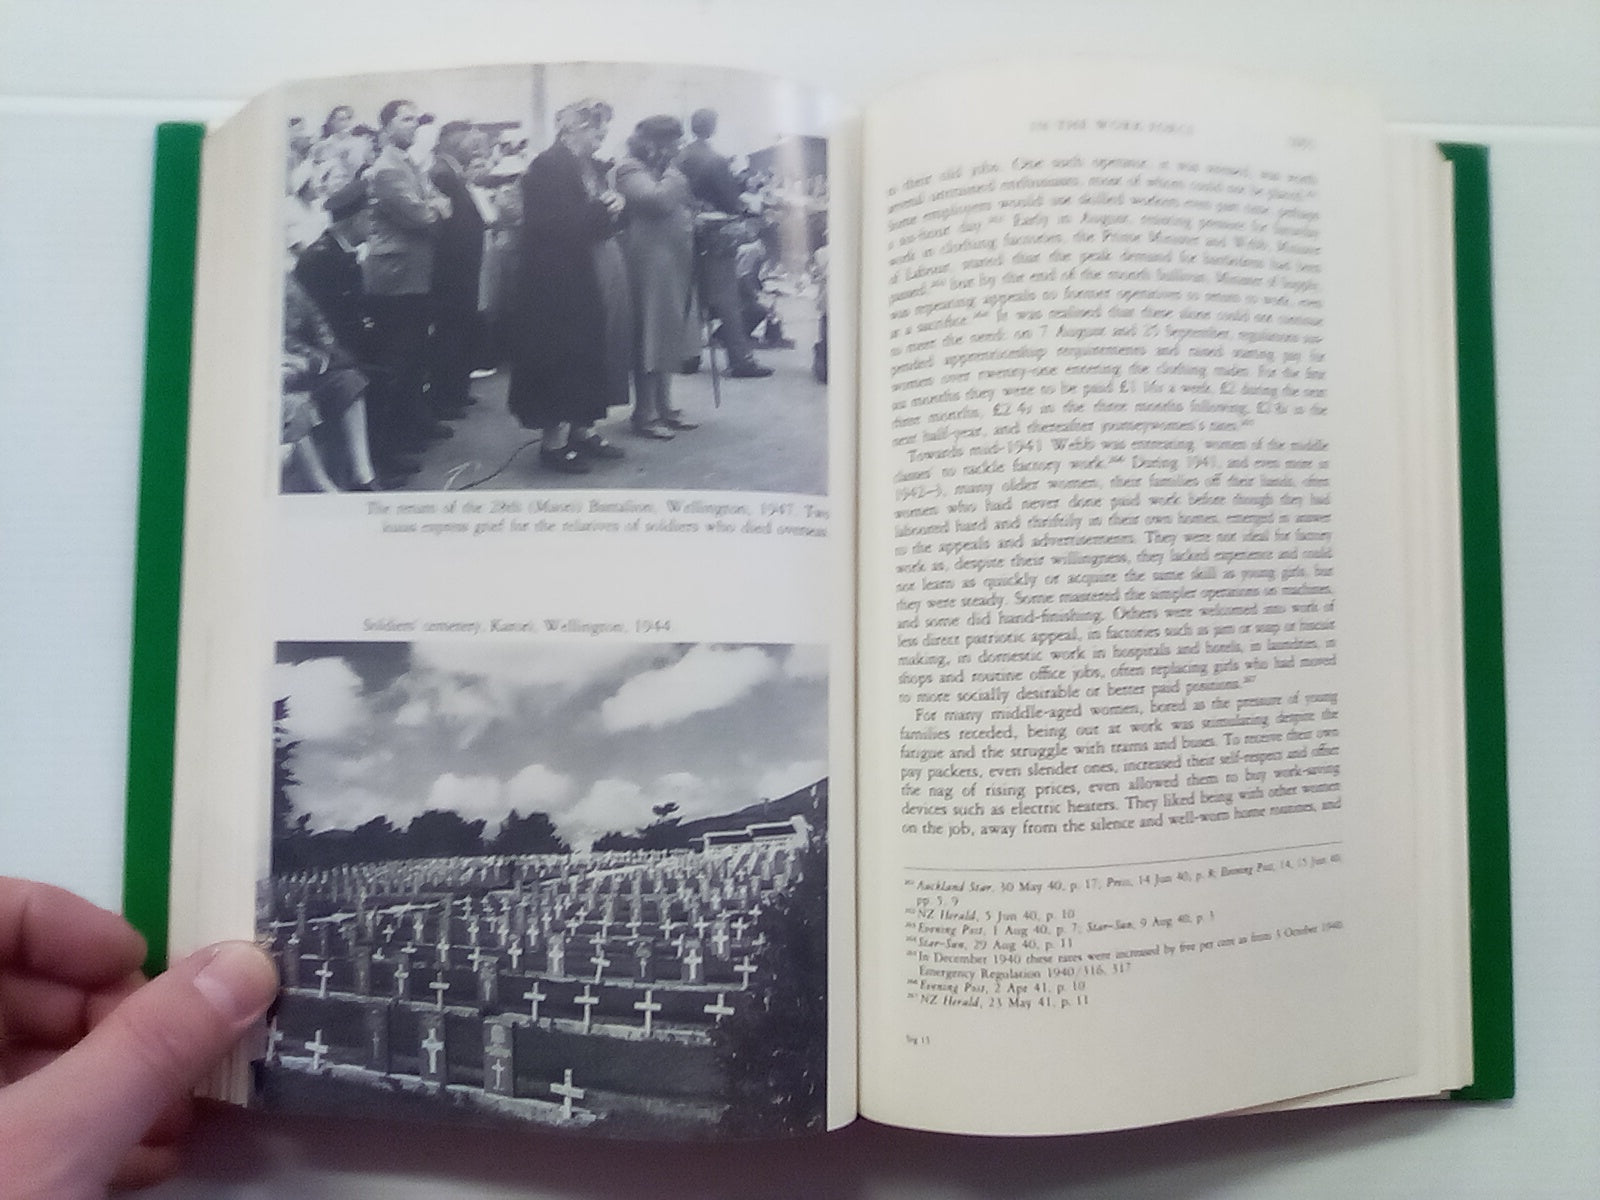 The return of the 28th (Maori) Battalion, Wellington, 1947. Two
kuias express grief for the relatives of soldiers who died overseas
Soldiers' cemetery, Karori, Wellington, 1944
IN THE WORK FORCE
to their old jobs. One such operator, it was
several untrained enthusiasts, most of whom could not be placed.
Some employers would use skilled workers even part time, perhaps
a six-hour day. Early in August, resisting pressure for Saturday
work in clothing factories, the Prime Minister and Webb, Minister
of Labour, stated that the peak demand for had been
passed, but by the end of the month Sullivan, Minister of Supply,
was repeating appeals to former operatives to return to work, even
at a sacrifice. It was realised that these alone could not continue
to meet the need: on 7 August and 25 September, regulations sus-
pended apprenticeship requirements and raised starting pay for
women over twenty-one entering the clothing trades. For the first
six months they were to be paid £1 16s a week, £2 during the next
three months, £2 4s in the three months following, in the
next half-year, and thereafter journeywomen's rates.
Towards mid-1941 Webb was entreating 'women of the middle
classes' to tackle factory work.²⁶⁶ During 1941, and even more in
1942–3, many older women, their families off their hands, often
women who had never done paid work before though they had
laboured hard and thriftily in their own homes, emerged in answer
to the appeals and advertisements. They were not ideal for factory
work as, despite their willingness, they lacked experience and could
not learn as quickly or acquire the same skill as young girls, but
they were steady. Some mastered the simpler operations on machines,
and some did hand-finishing. Others were welcomed into work of
less direct patriotic appeal, in factories such as jam or soap or biscuit
making, in domestic work in hospitals and hotels, in laundries, in
shops and routine office jobs, often replacing girls who had moved
to more socially desirable or better paid positions.²⁶⁷
For many middle-aged women, bored as the pressure of young
families receded, being out at work was stimulating despite the
fatigue and the struggle with trams and buses. To receive their own
pay packets, even slender ones, increased their self-respect and offset
the nag of rising prices, even allowed them to buy work-saving
devices such as electric heaters. They liked being with other women
on the job, away from the silence and well-worn home routines, and
Auckland Star, 30 May 40, p. 17; Press, 14 Jun 40, p. 8; Evening Post, 14, 15 Jun 40,
pp. 5, 9
NZ Herald, 5 Jun 40, p. 10
Evening Post, 1 Aug 40, p. 7; Star–Sun, 9 Aug 40, p. 3
Star–Sun, 29 Aug 40, p. 11
In December 1940 these rates were increased by five per cent as from 3 October 1940.
Emergency Regulation 1940/316, 317
²⁶⁶ Evening Post, 2 Apr 41, p. 10
²⁶⁷ NZ Herald, 23 May 41, p. 11
Sig 13